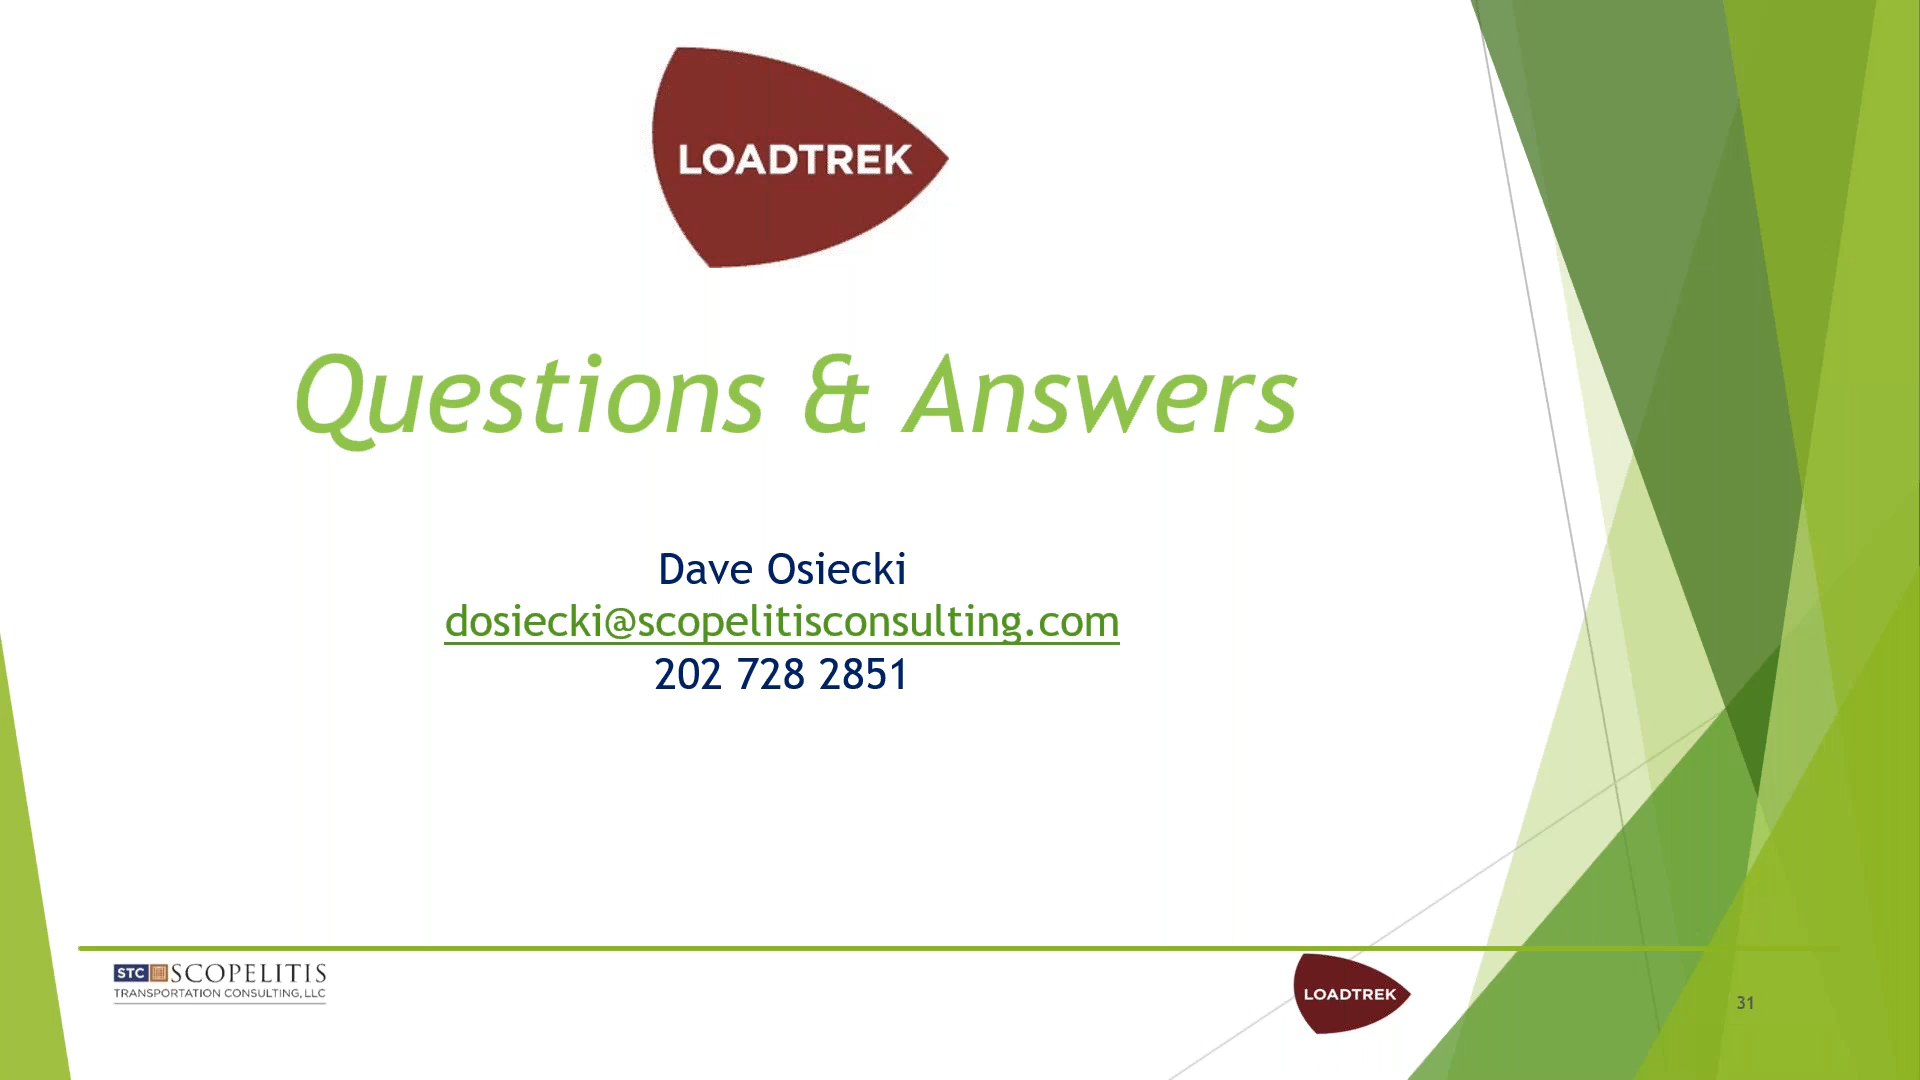 LOADTREK
Questions & Answers
Dave Osiecki
dosiecki@scopelitisconsulting.com
202 728 2851
STC SCOPELITIS
TRANSPORTATION CONSULTING, LLC
LOADTREK
31